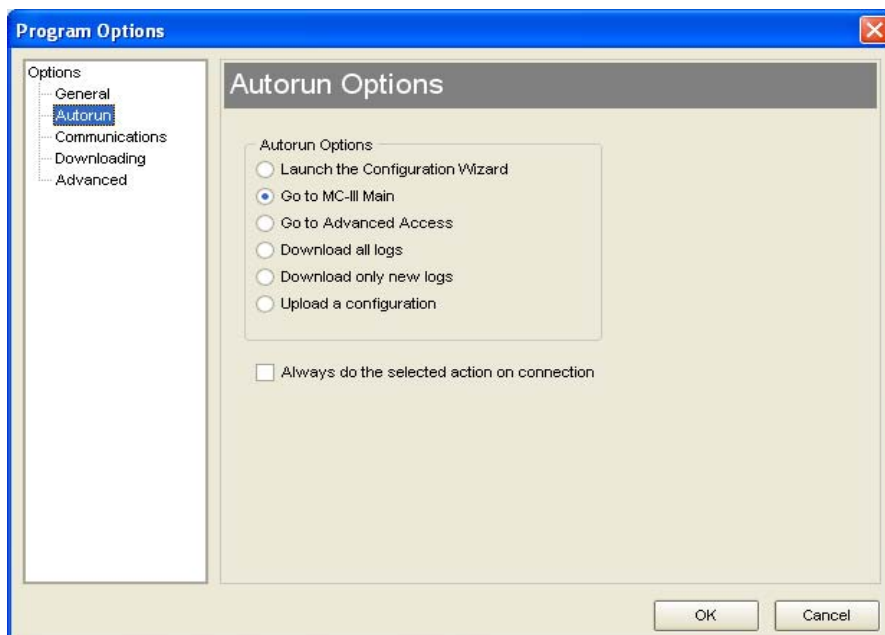 Program Options
Options
General
Autorun
Communications
Downloading
Advanced
Autorun Options
Autorun Options
Launch the Configuration Wizard
Go to MC-III Main
Go to Advanced Access
Download all logs
Download only new logs
Upload a configuration
Always do the selected action on connection
OK
Cancel